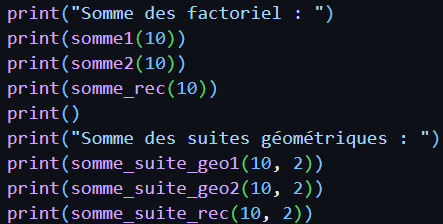 print("Somme des factoriel : ")
print(somme1(10))
print(somme2(10))
print(somme_rec(10))
print()
print("Somme des suites géométriques : ")
print(somme_suite_geo1(10, 2))
print(somme_suite_geo2(10, 2))
print(somme_suite_rec(10, 2))